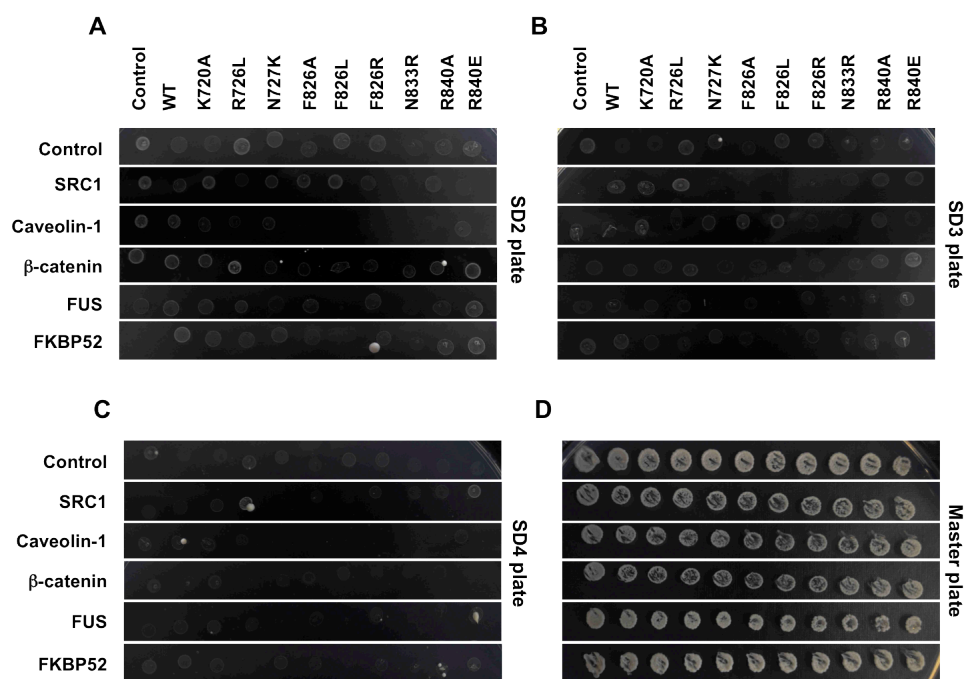 A
Control
WT
K720A
R726L
N727K
F826A
F826L
F826R
N833R
R840A
R840E
Control
SRC1
Caveolin-1
β-catenin
FUS
FKBP52
SD2 plate
B
Control
WT
K720A
R726L
N727K
F826A
F826L
F826R
N833R
R840A
R840E
SD3 plate
C
Control
SRC1
Caveolin-1
β-catenin
FUS
FKBP52
SD4 plate
D
Master plate